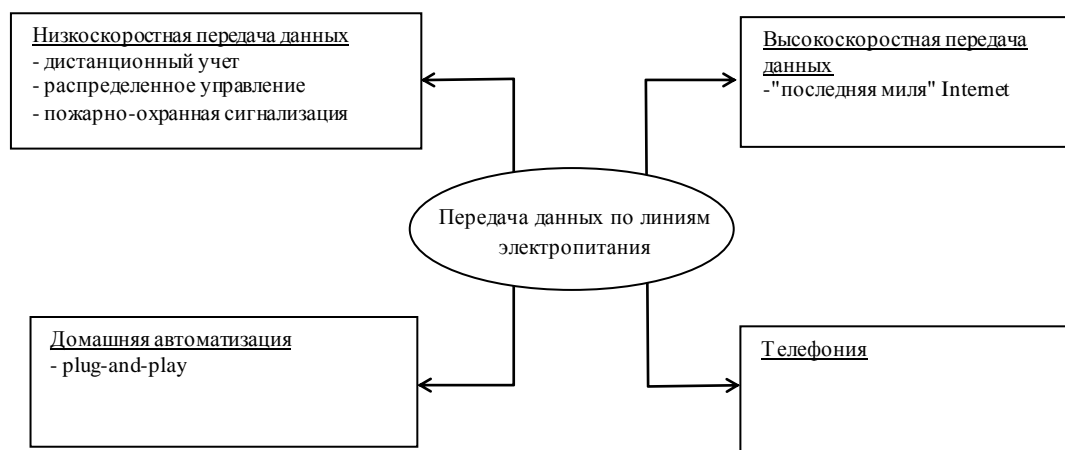 Низкоскоростная передача данных
- дистанционный учет
- распределенное управление
- пожарно-охранная сигнализация
Высокоскоростная передача
данных
-"последняя миля" Internet
Передача данных по линиям
электропитания
Домашняя автоматизация
- plug-and-play
Телефония